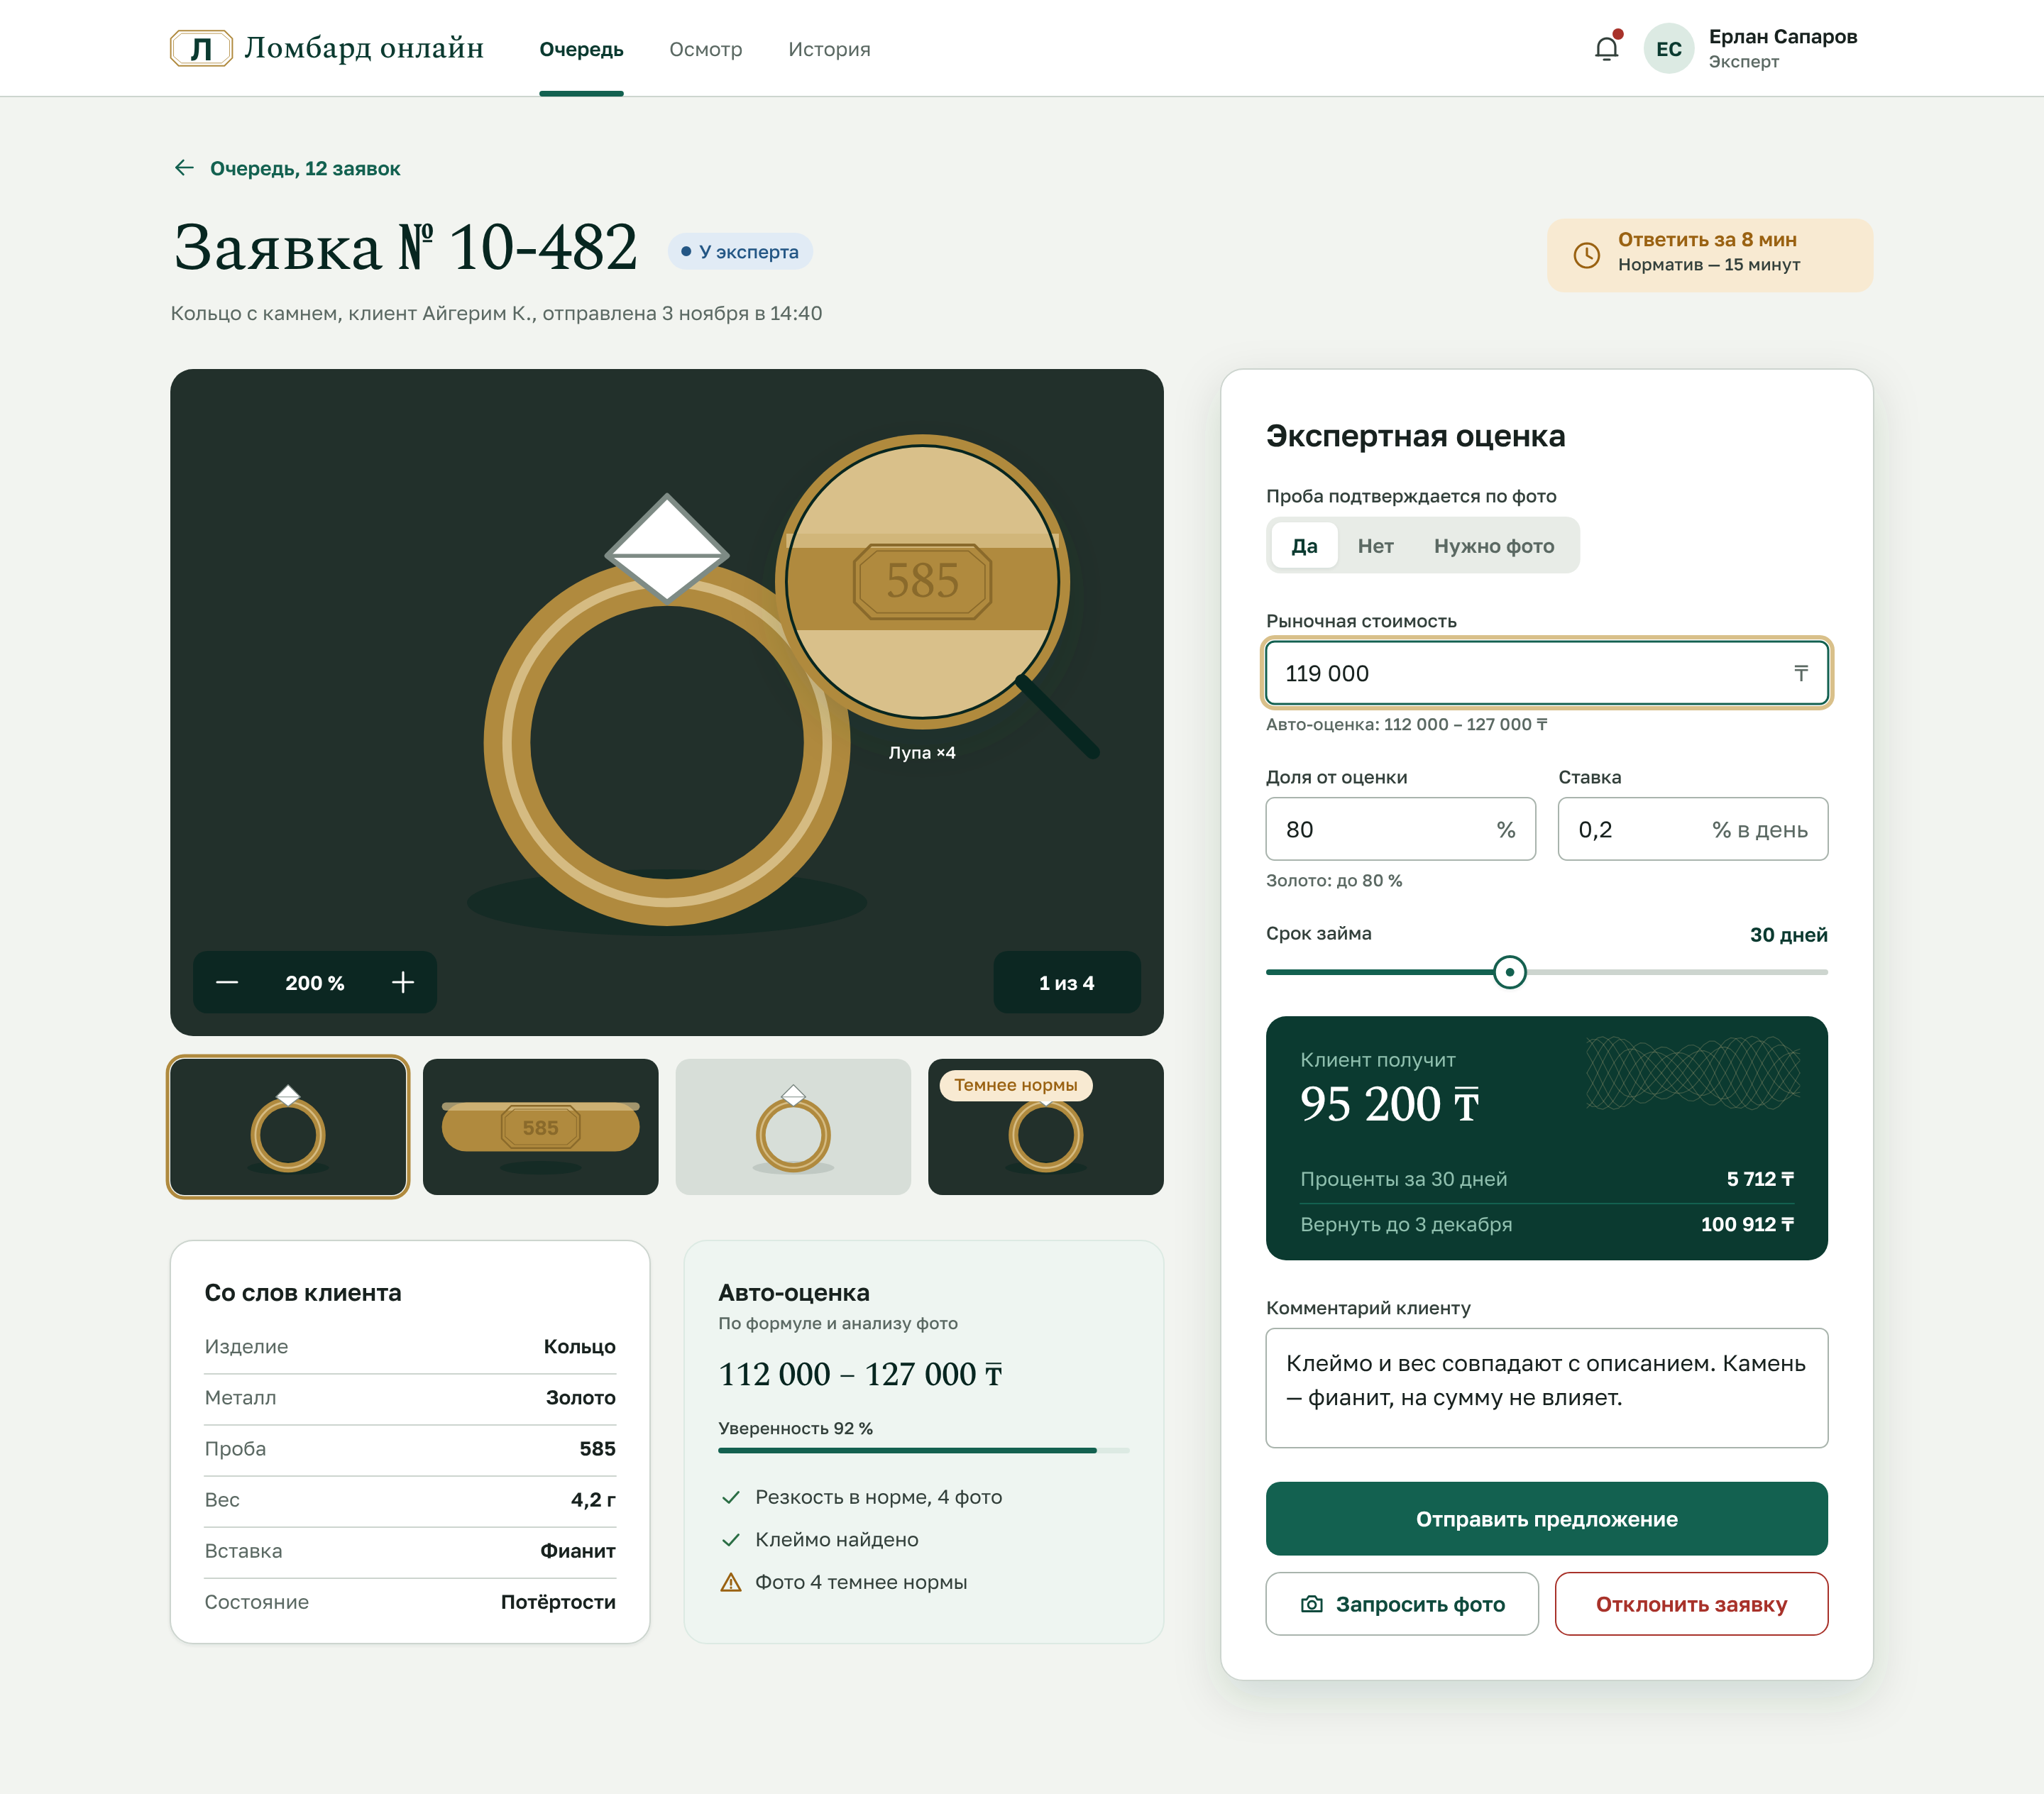 Л Ломбард онлайн
Очередь
Осмотр
История
ЕС
Ерлан Сапаров
Эксперт
Очередь, 12 заявок
Заявка № 10-482
У эксперта
Ответить за 8 мин
Норматив — 15 минут
Кольцо с камнем, клиент Айгерим К., отправлена 3 ноября в 14:40
585
Лупа ×4
200 %
1 из 4
585
Темнее нормы
Со слов клиента
Изделие Кольцо
Металл Золото
Проба 585
Вес 4,2 г
Вставка Фианит
Состояние Потёртости
Авто-оценка
По формуле и анализу фото
112 000 – 127 000 ₸
Уверенность 92 %
Резкость в норме, 4 фото
Клеймо найдено
Фото 4 темнее нормы
Экспертная оценка
Проба подтверждается по фото
Да Нет Нужно фото
Рыночная стоимость
119 000 ₸
Авто-оценка: 112 000 – 127 000 ₸
Доля от оценки
Ставка
80 %
0,2 % в день
Золото: до 80 %
Срок займа 30 дней
Клиент получит
95 200 ₸
Проценты за 30 дней 5 712 ₸
Вернуть до 3 декабря 100 912 ₸
Комментарий клиенту
Клеймо и вес совпадают с описанием. Камень
— фианит, на сумму не влияет.
Отправить предложение
Запросить фото
Отклонить заявку